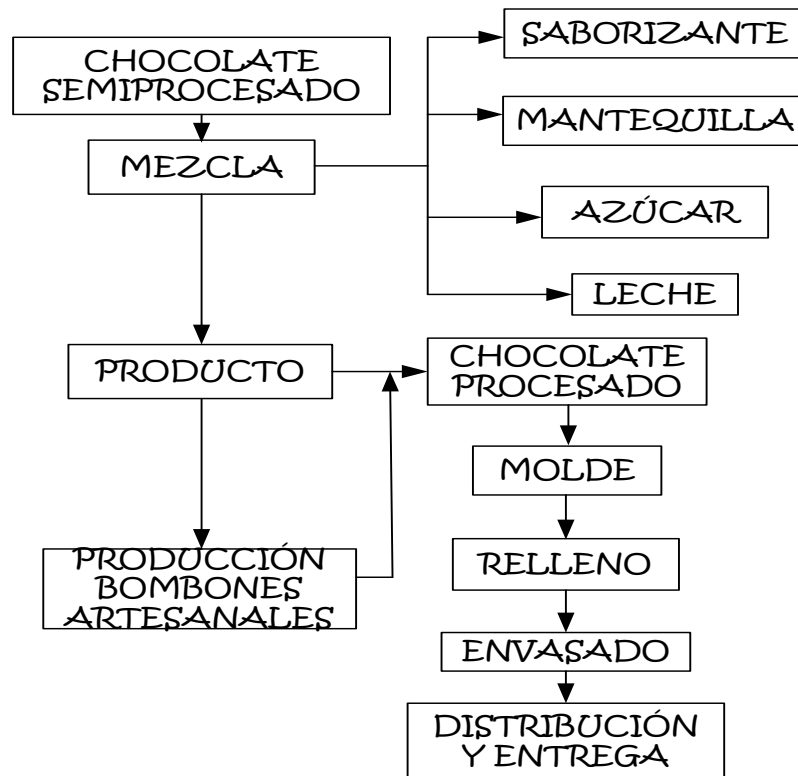 CHOCOLATE
SEMIPROCESADO
SABORIZANTE
MANTEQUILLA
MEZCLA
AZÚCAR
LECHE
PRODUCTO
CHOCOLATE
PROCESADO
MOLDE
PRODUCCIÓN
BOMBONES
ARTESANALES
RELLENO
ENVASADO
DISTRIBUCIÓN
Y ENTREGA